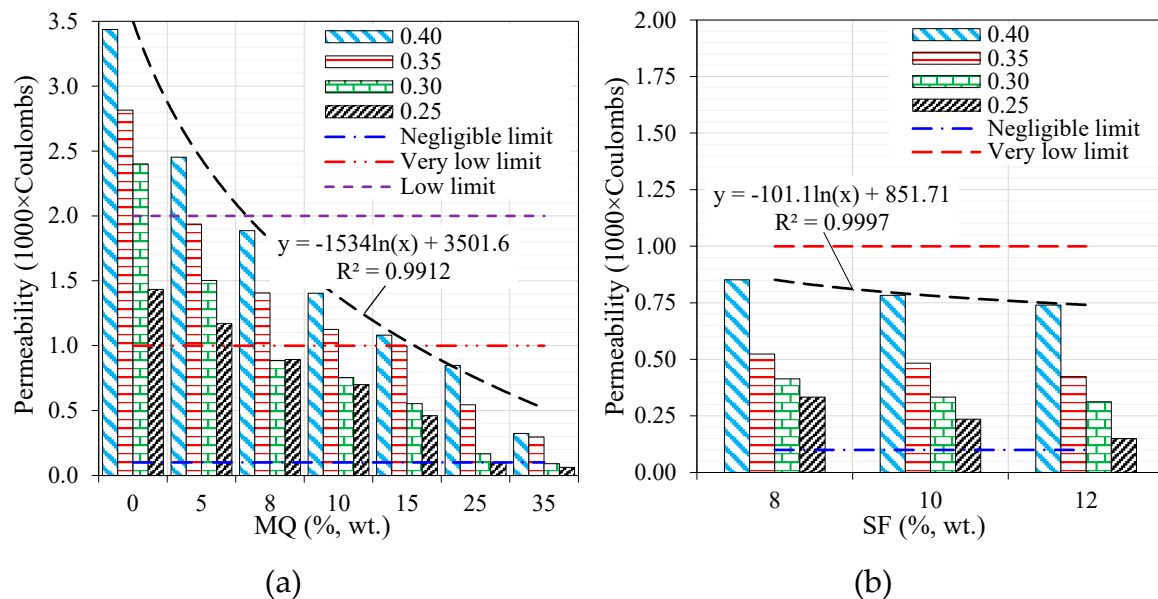 (a)
Permeability (1000×Coulombs)
3.5
3.0
2.5
2.0
1.5
1.0
0.5
0.0
0.40
0.35
0.30
0.25
Negligible limit
Very low limit
Low limit
y = -1534ln(x) + 3501.6
R² = 0.9912
0 5 8 10 15 25 35
MQ (%, wt.)
(a)
Permeability (1000×Coulombs)
2.00
1.75
1.50
1.25
1.00
0.75
0.50
0.25
0.00
0.40
0.35
0.30
0.25
Negligible limit
Very low limit
y = -101.1ln(x) + 851.71
R² = 0.9997
8 10 12
SF (%, wt.)
(b)